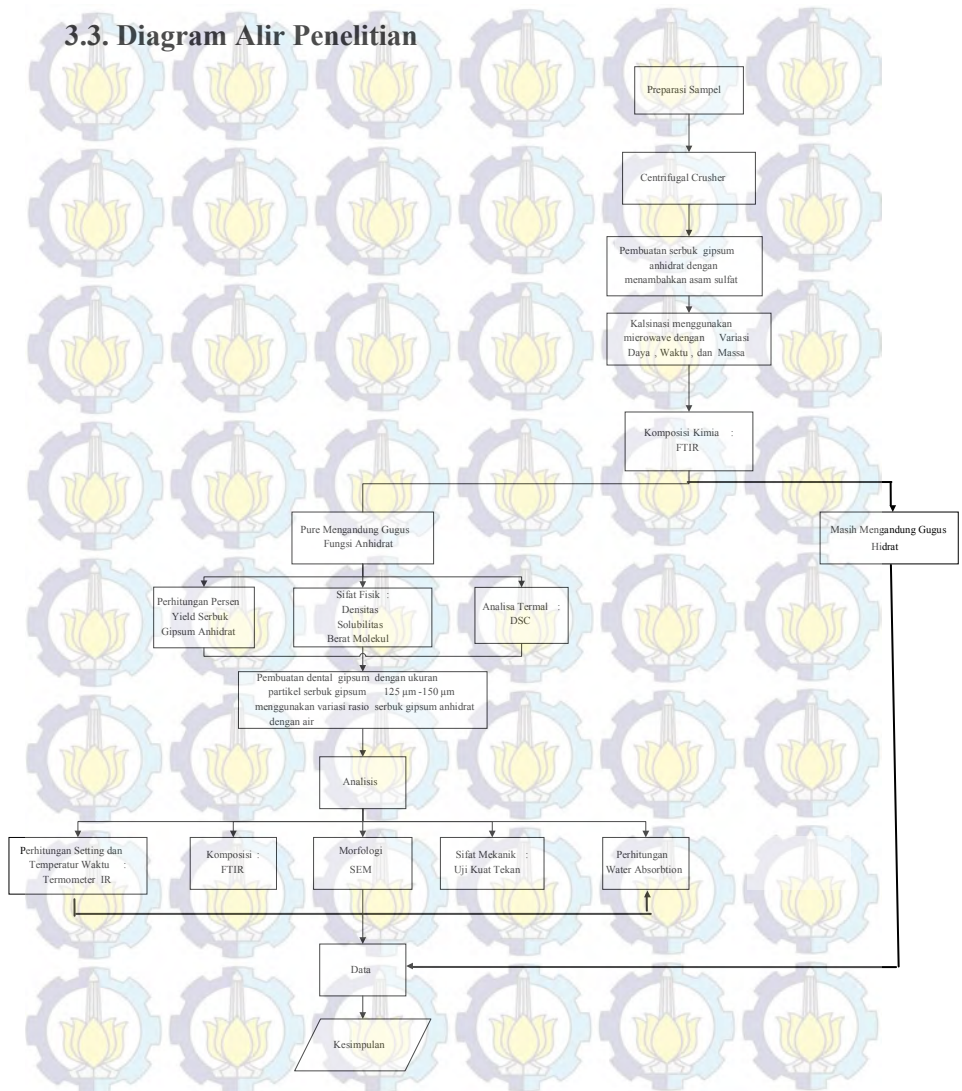 3.3. Diagram Alir Penelitian
Preparasi Sampel
Centrifugal Crusher
Pembuatan serbuk gipsum
anhidrat dengan
menambahkan asam sulfat
Kalsinasi menggunakan
microwave dengan Variasi
Daya , Waktu , dan Massa
Komposisi Kimia :
FTIR
Pure Mengandung Gugus
Fungsi Anhidrat
Masih Mengandung Gugus
Hidrat
Perhitungan Persen
Yield Serbuk
Gipsum Anhidrat
Sifat Fisik :
Densitas
Solubilitas
Berat Molekul
Analisa Termal :
DSC
Pembuatan dental gipsum dengan ukuran
partikel serbuk gipsum 125 µm -150 µm
menggunakan variasi rasio serbuk gipsum anhidrat
dengan air
Analisis
Perhitungan Setting dan
Temperatur Waktu :
Termometer IR
Komposisi :
FTIR
Morfologi
SEM
Sifat Mekanik :
Uji Kuat Tekan
Perhitungan
Water Absorbtion
Data
Kesimpulan